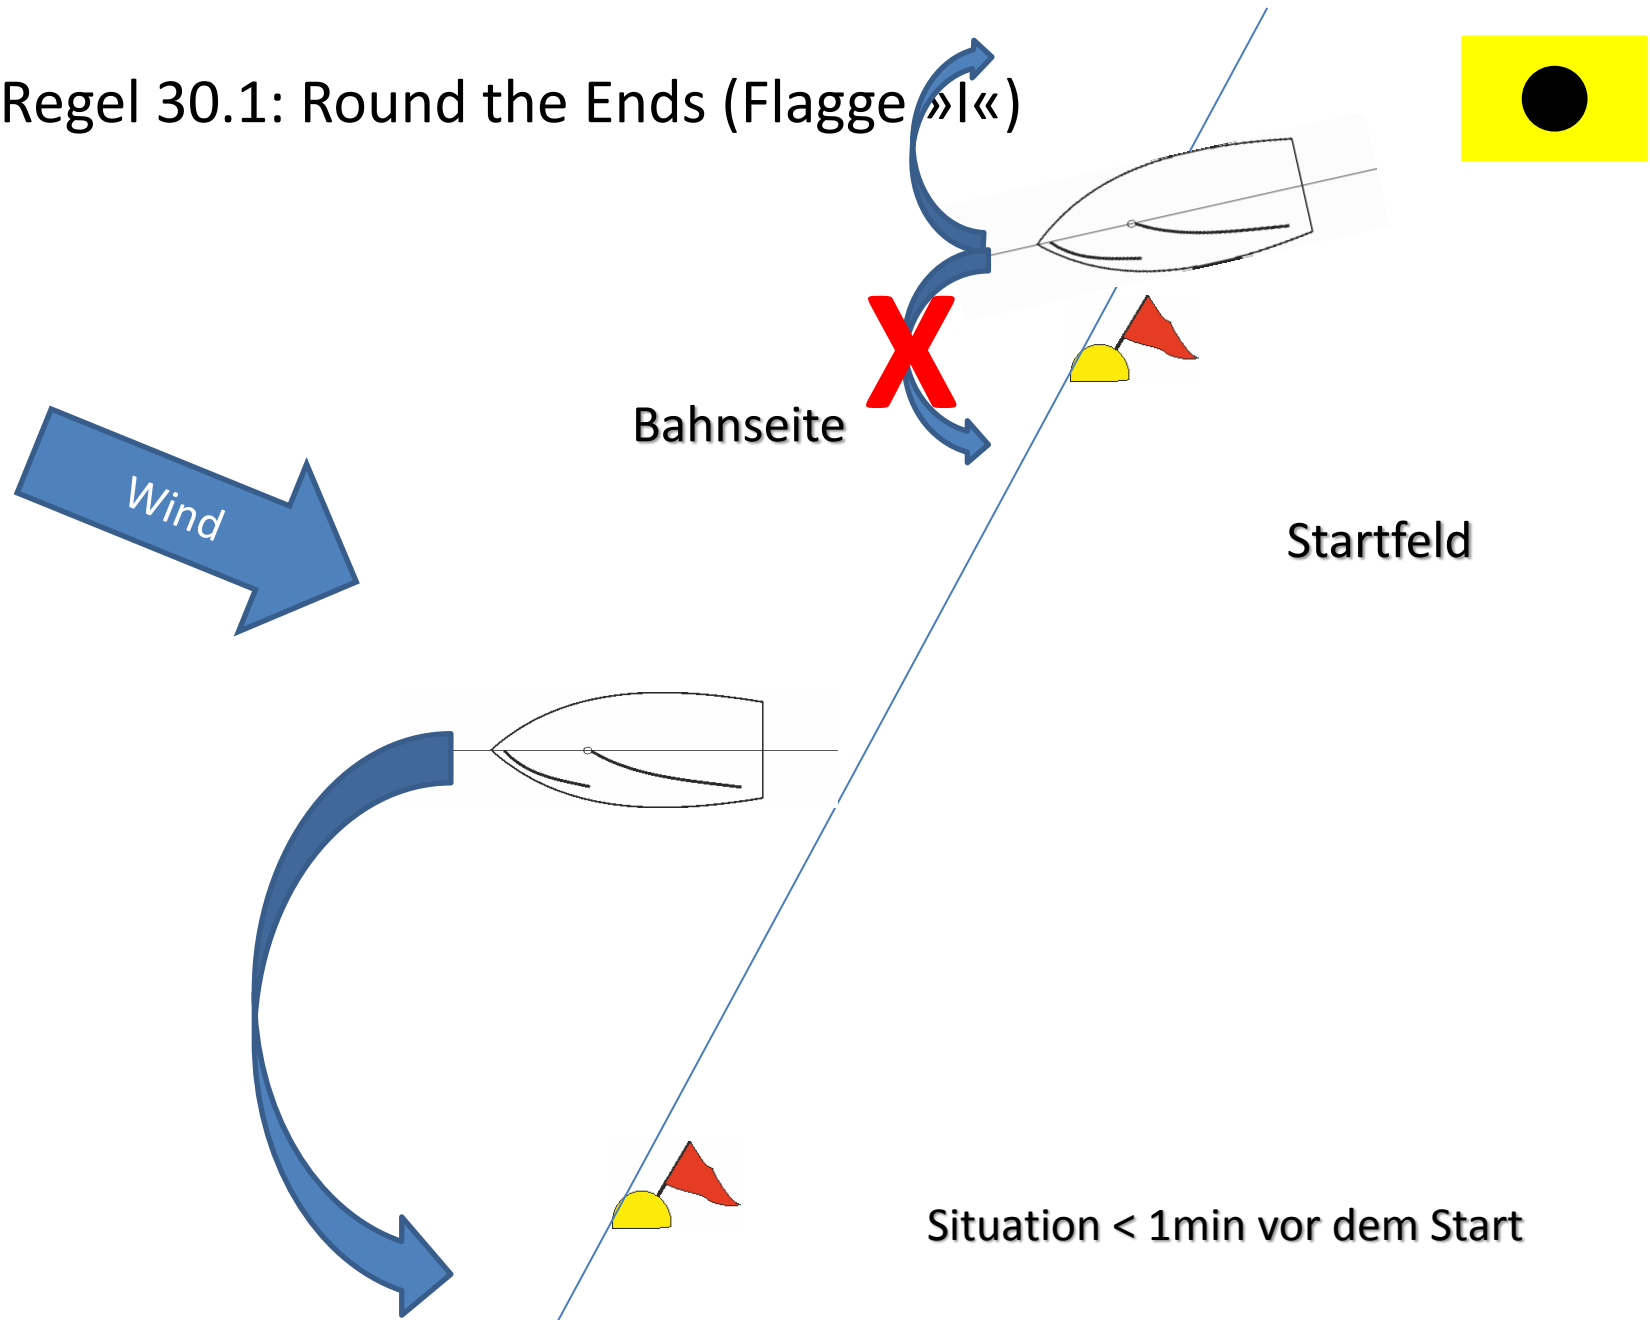 Regel 30.1: Round the Ends (Flagge »I«)
X
Bahnseite
Wind
Startfeld
Situation < 1min vor dem Start